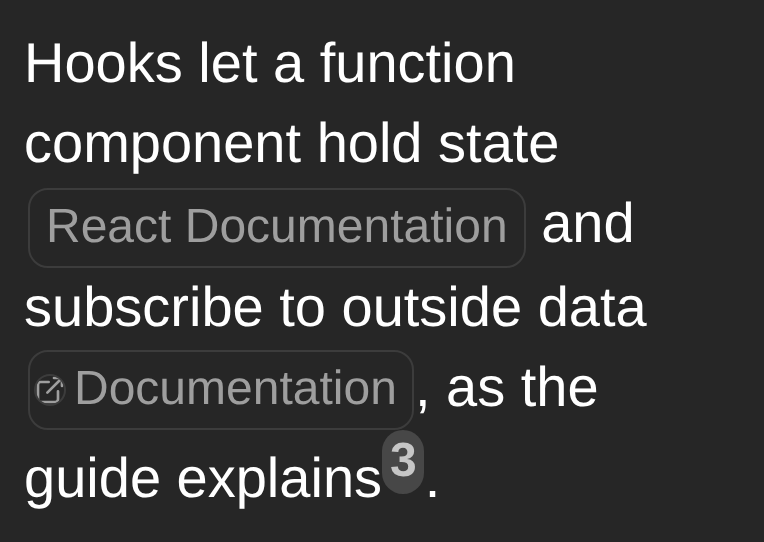 Hooks let a function
component hold state
React Documentation and
subscribe to outside data
Documentation, as the
guide explains3.